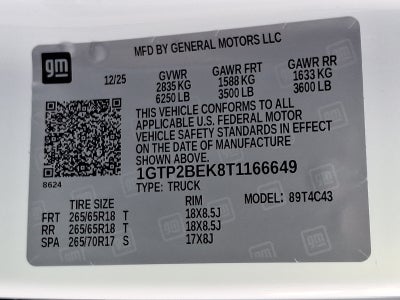 gm
MFD BY GENERAL MOTORS LLC
12/25 GVWR GAWR FRT GAWR RR
2835 KG 1588 KG 1633 KG
6250 LB 3500 LB 3600 LB
THIS VEHICLE CONFORMS TO ALL
APPLICABLE U.S. FEDERAL MOTOR
VEHICLE SAFETY STANDARDS IN EFFECT
ON THE DATE OF MANUFACTURE
SHOWN ABOVE.
8624 1GTP2BEK8T1166649
TYPE: TRUCK
TIRE SIZE RIM MODEL: 89T4C43
FRT 265/65R18 T 18X8.5J
RR 265/65R18 T 18X8.5J
SPA 265/70R17 S 17X8J